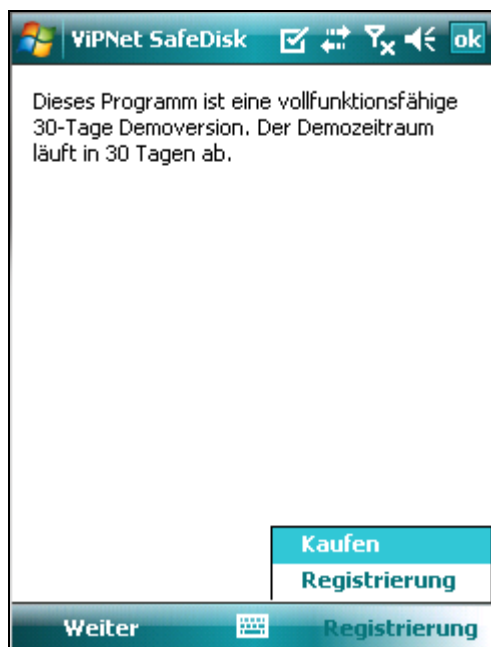 ViPNet SafeDisk ok
Dieses Programm ist eine vollfunktionsfähige
30-Tage Demoversion. Der Demozeitraum
läuft in 30 Tagen ab.
Kaufen
Registrierung
Weiter Registrierung